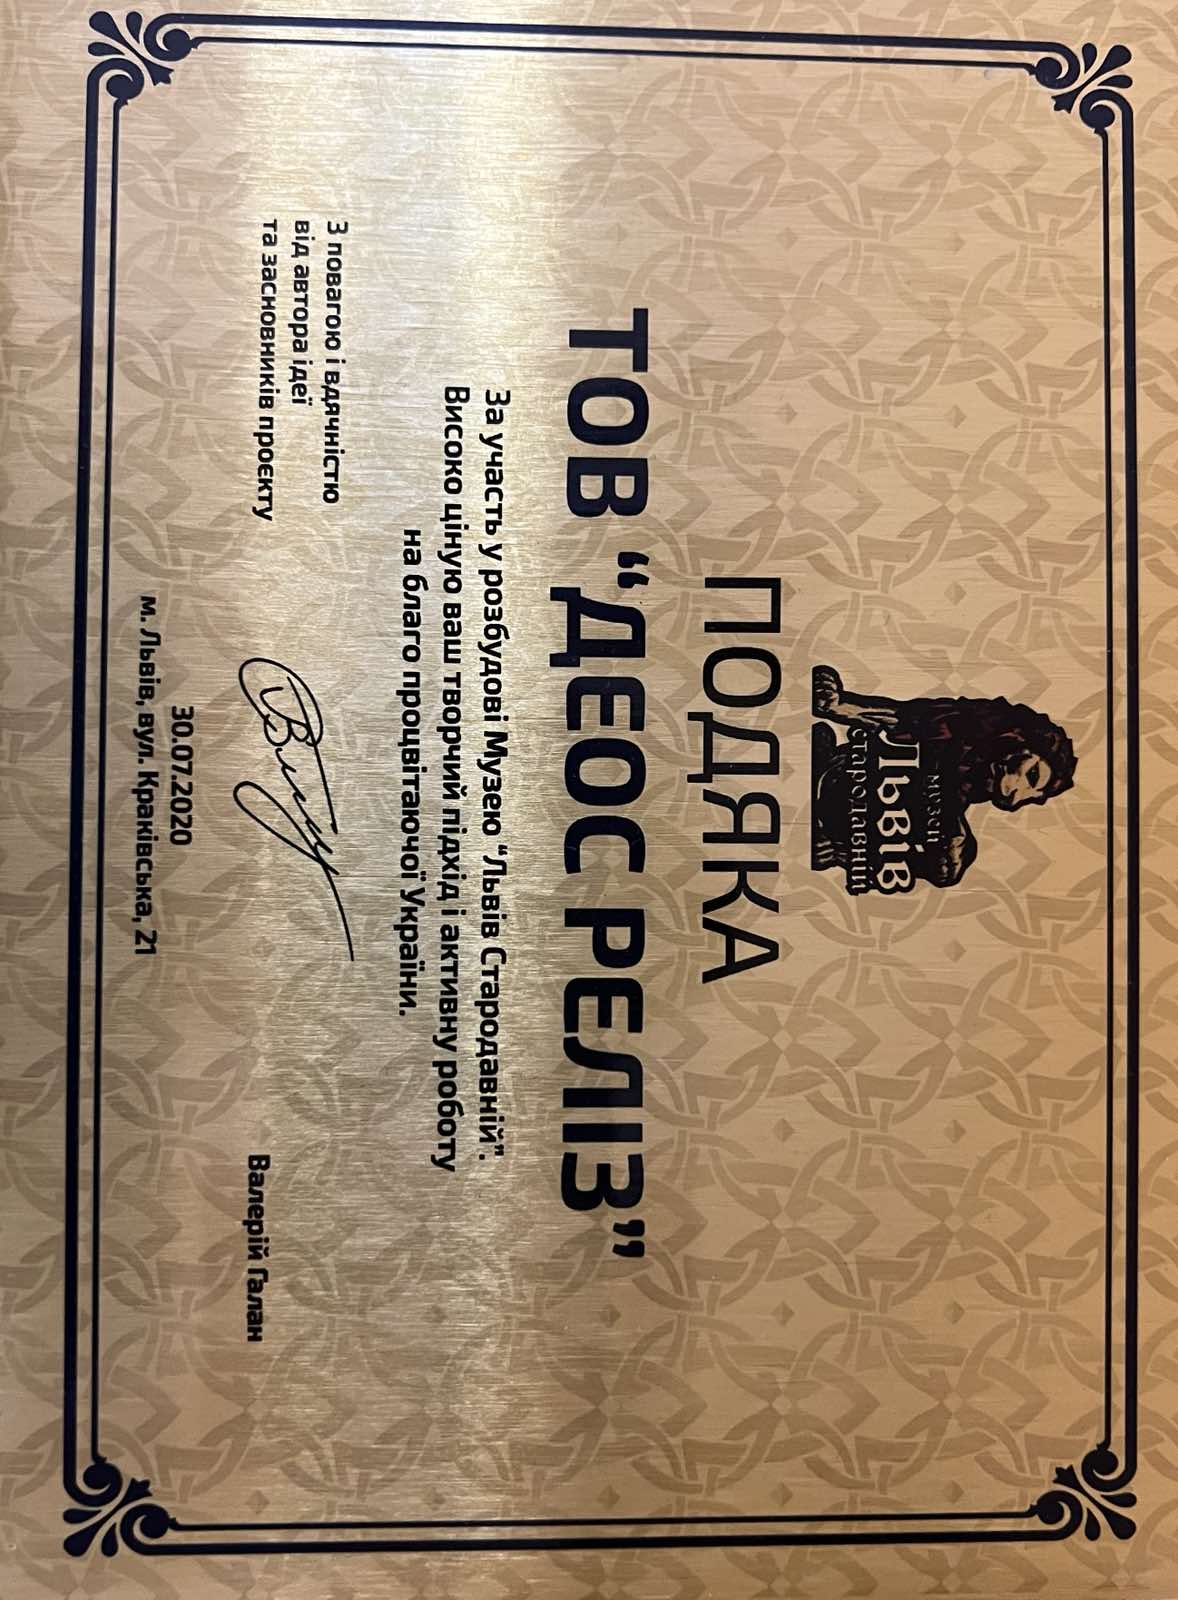 музей
Львів
стародавній
ПОДЯКА
ТОВ “ДЕОС РЕЛІЗ”
За участь у розбудові Музею “Львів Стародавній”.
Високо ціную ваш творчий підхід і активну роботу
на благо процвітаючої України.
З повагою і вдячністю
від автора ідеї
та засновників проєкту
Валерій Галан
30.07.2020
м. Львів, вул. Краківська, 21